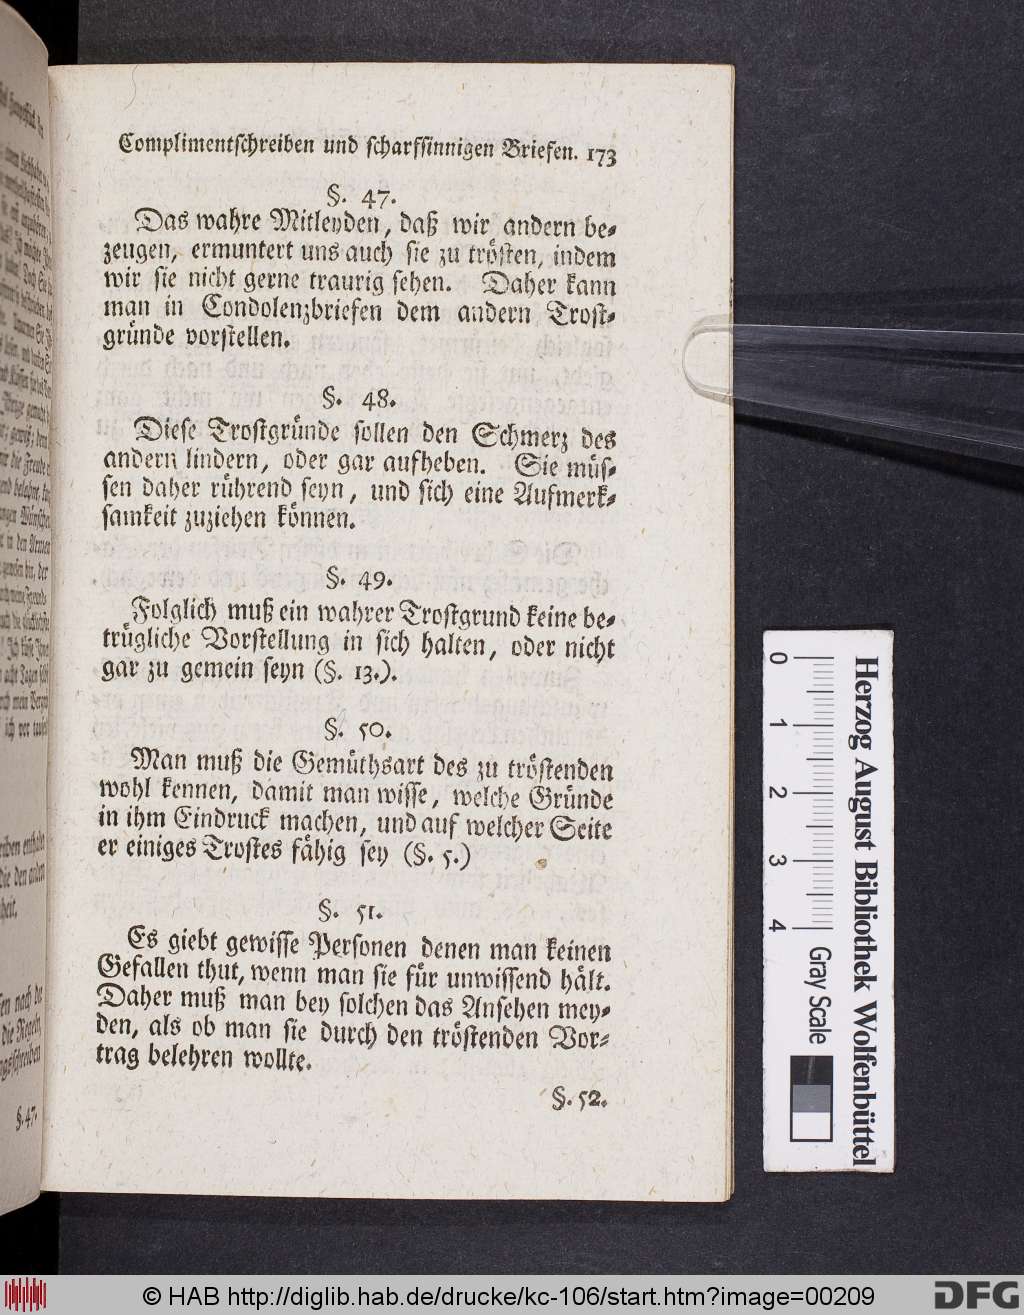 Complimentſchreiben und ſcharfſinnigen Briefen. 173
§. 47.
Das wahre Mitleyden, daß wir andern be⸗
zeugen, ermuntert uns auch ſie zu tröſten, indem
wir ſie nicht gerne traurig ſehen. Daher kann
man in Condolenzbriefen dem andern Troſt⸗
gründe vorſtellen.
§. 48.
Dieſe Troſtgründe ſollen den Schmerz des
andern lindern, oder gar aufheben. Sie müſ⸗
ſen daher rührend ſeyn, und ſich eine Aufmerk⸗
ſamkeit zuziehen können.
§. 49.
Folglich muß ein wahrer Troſtgrund keine be⸗
trügliche Vorſtellung in ſich halten, oder nicht
gar zu gemein ſeyn (§. 13.).
§. 50.
Man muß die Gemüthsart des zu tröſtenden
wohl kennen, damit man wiſſe, welche Gründe
in ihm Eindruck machen, und auf welcher Seite
er einiges Troſtes fähig ſey (§. 5.)
§. 51.
Es giebt gewiſſe Perſonen denen man keinen
Gefallen thut, wenn man ſie für unwiſſend hält.
Daher muß man bey ſolchen das Anſehen mey⸗
den, als ob man ſie durch den tröſtenden Vor⸗
trag belehren wollte.
§. 52.
§. 47.
0 1 2 3 4
Gray Scale
Herzog August Bibliothek Wolfenbüttel
© HAB http://diglib.hab.de/drucke/kc-106/start.htm?image=00209
DFG